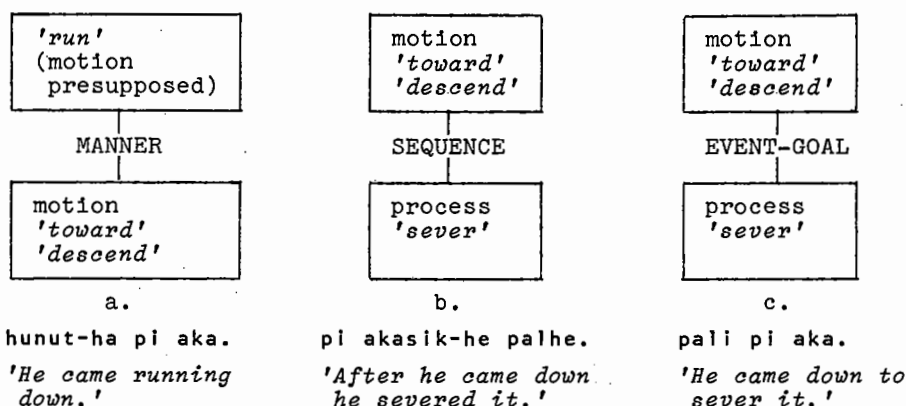 'run'
(motion
presupposed)
MANNER
motion
'toward'
'descend'
a.
hunut-ha pi aka.
'He came running
down.'
motion
'toward'
'descend'
SEQUENCE
process
'sever'
b.
pi akasik-he palhe.
'After he came down
he severed it.'
motion
'toward'
'descend'
EVENT-GOAL
process
'sever'
c.
pali pi aka.
'He came down to
sever it.'